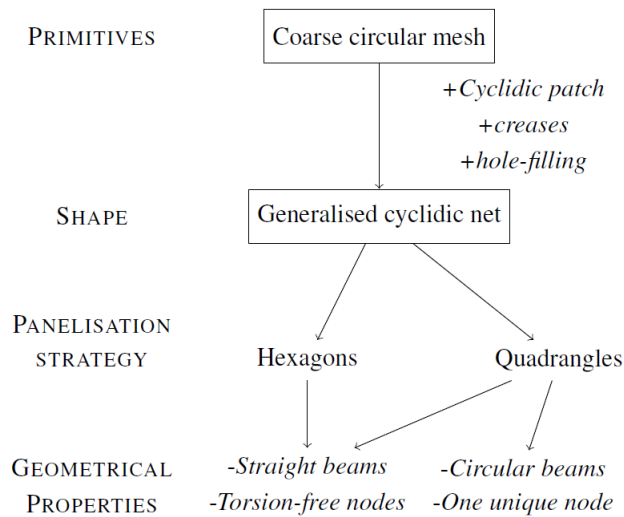 PRIMITIVES
Coarse circular mesh
+Cyclidic patch
+creases
+hole-filling
SHAPE
Generalised cyclidic net
PANELISATION
STRATEGY
Hexagons
Quadrangles
GEOMETRICAL
PROPERTIES
-Straight beams
-Torsion-free nodes
-Circular beams
-One unique node